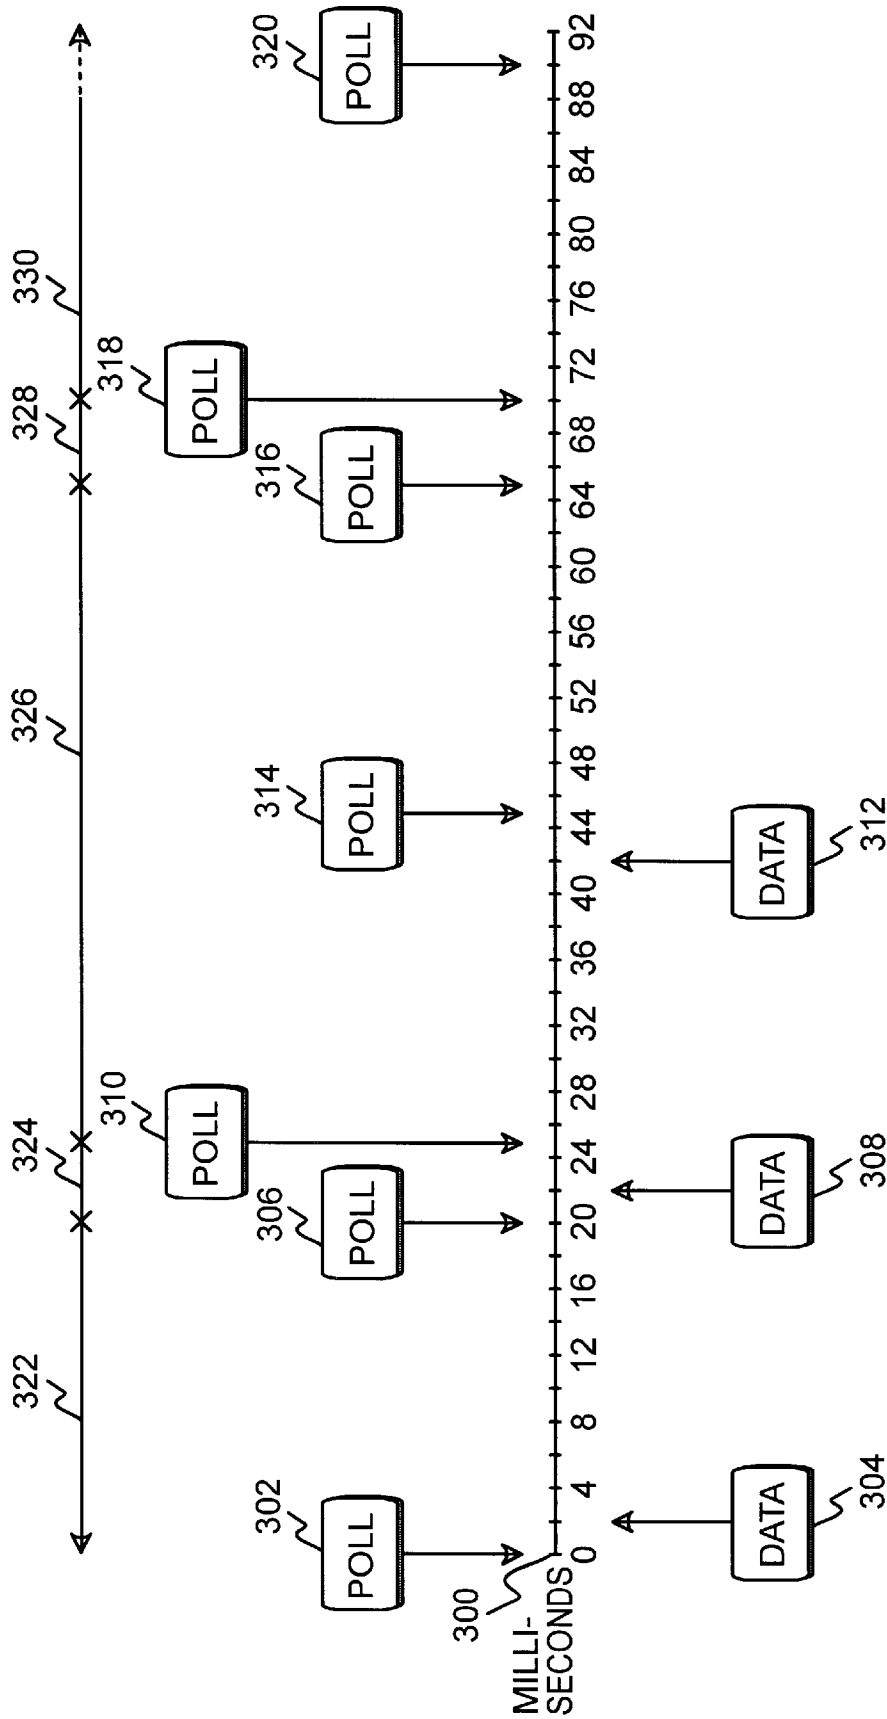 322
324
326
328
330
310
POLL
318
POLL
302
POLL
306
POLL
314
POLL
316
POLL
320
POLL
300
MILLI-
SECONDS
0 4 8 12 16 20 24 28 32 36 40 44 48 52 56 60 64 68 72 76 80 84 88 92
DATA
304
DATA
308
DATA
312